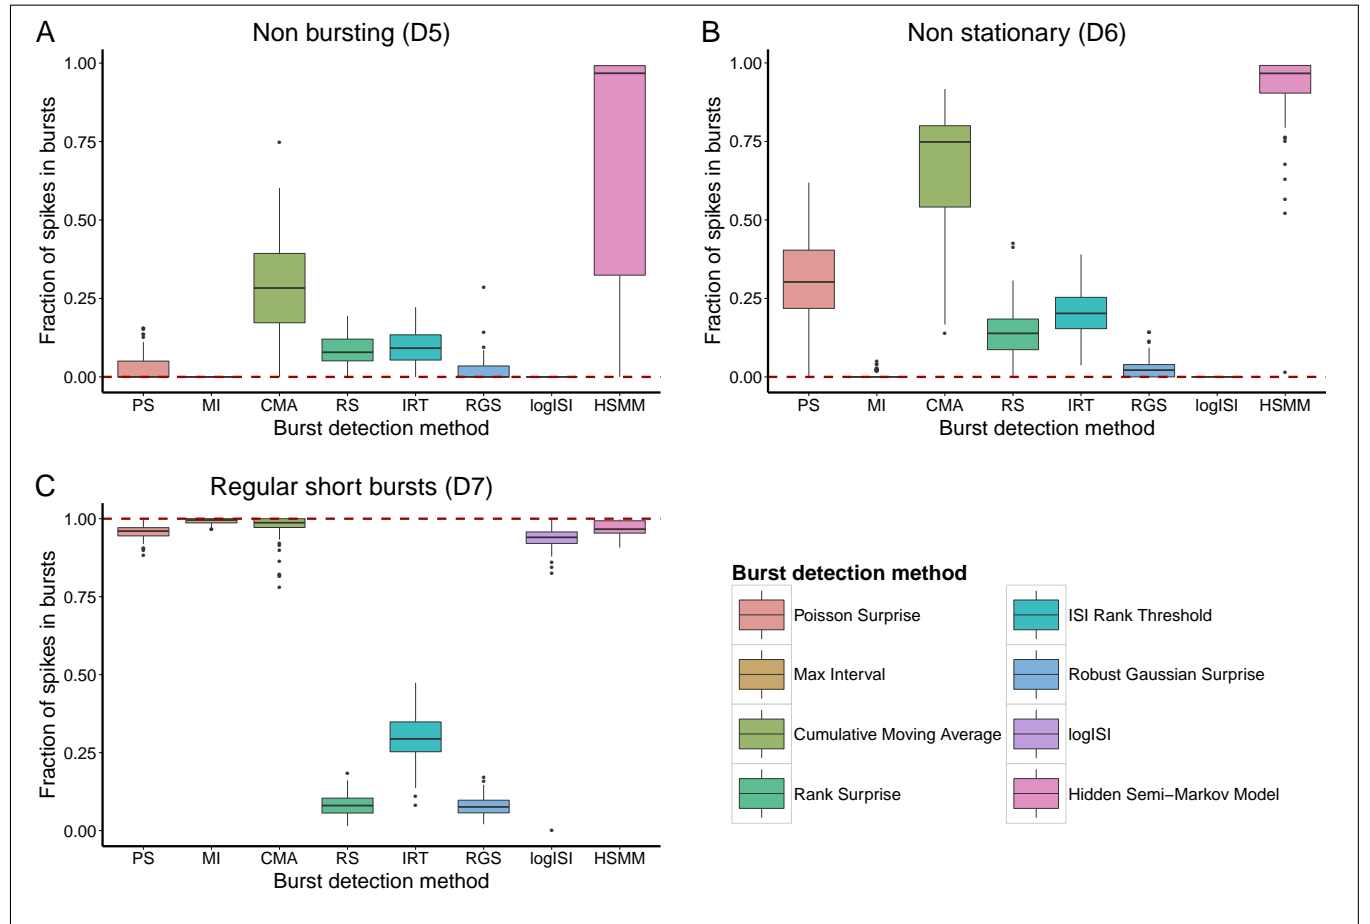 A
Non bursting (D5)
Fraction of spikes in bursts
1.00
0.75
0.50
0.25
0.00
PS MI CMA RS IRT RGS logISI HSMM
Burst detection method
B
Non stationary (D6)
Fraction of spikes in bursts
1.00
0.75
0.50
0.25
0.00
PS MI CMA RS IRT RGS logISI HSMM
Burst detection method
C
Regular short bursts (D7)
Fraction of spikes in bursts
1.00
0.75
0.50
0.25
0.00
PS MI CMA RS IRT RGS logISI HSMM
Burst detection method
Burst detection method
Poisson Surprise
Max Interval
Cumulative Moving Average
Rank Surprise
ISI Rank Threshold
Robust Gaussian Surprise
logISI
Hidden Semi−Markov Model